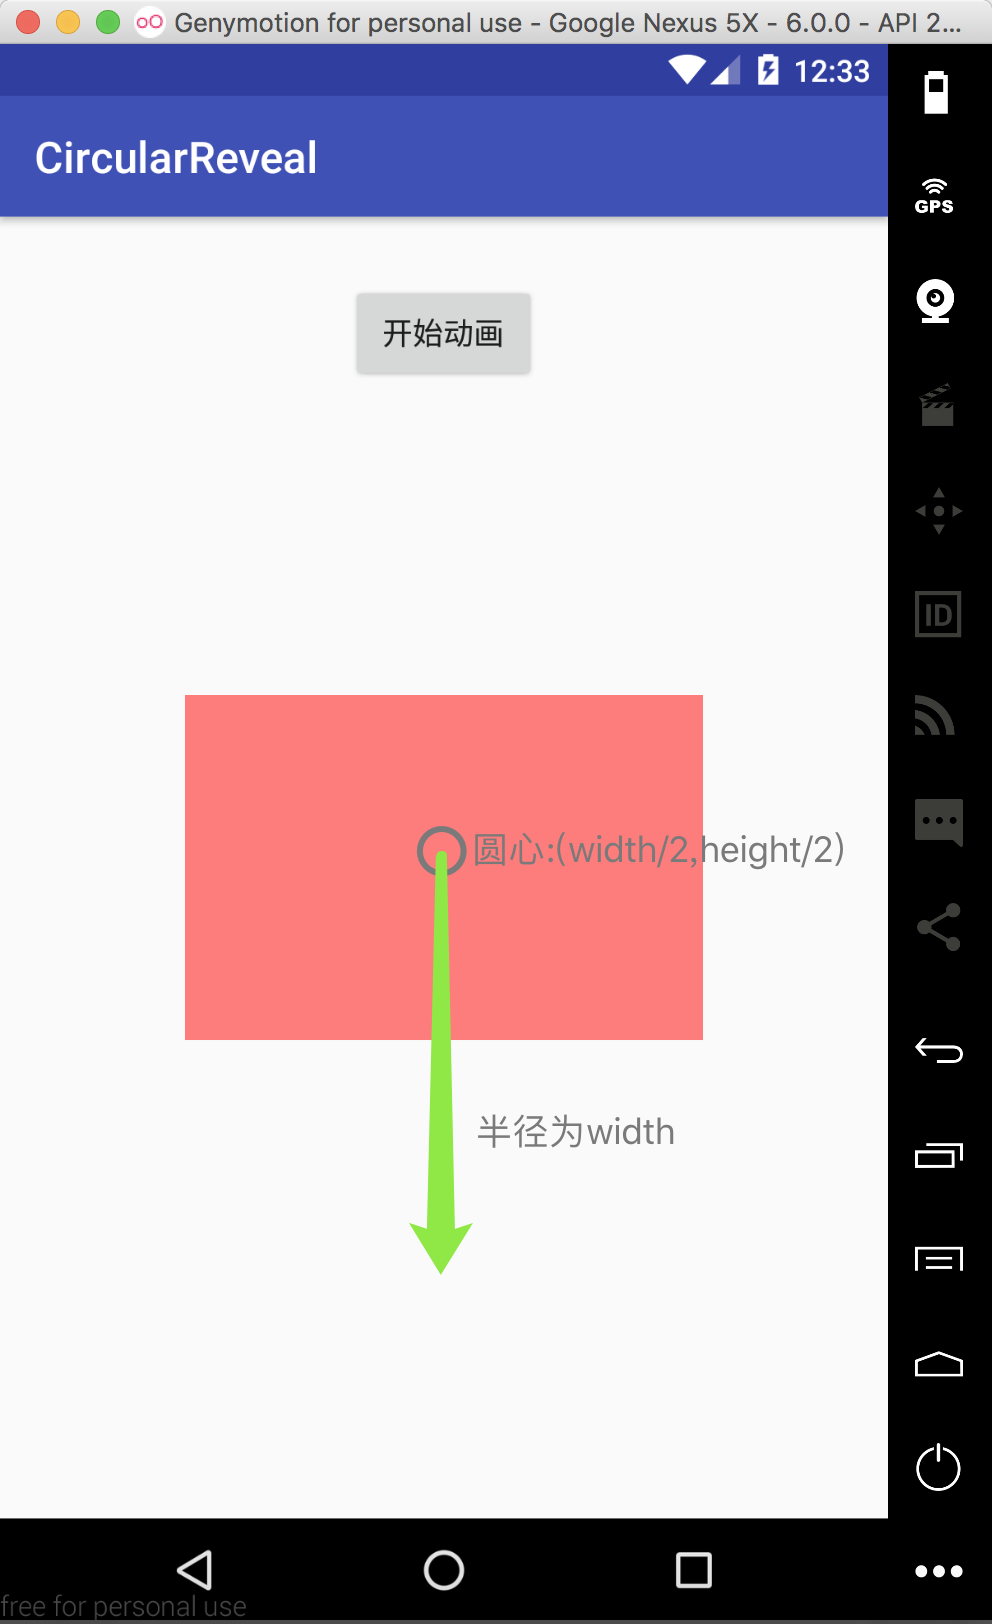 Genymotion for personal use - Google Nexus 5X - 6.0.0 - API 2...
12:33
CircularReveal
GPS
开始动画
ID
圆心:(width/2,height/2)
半径为width
free for personal use